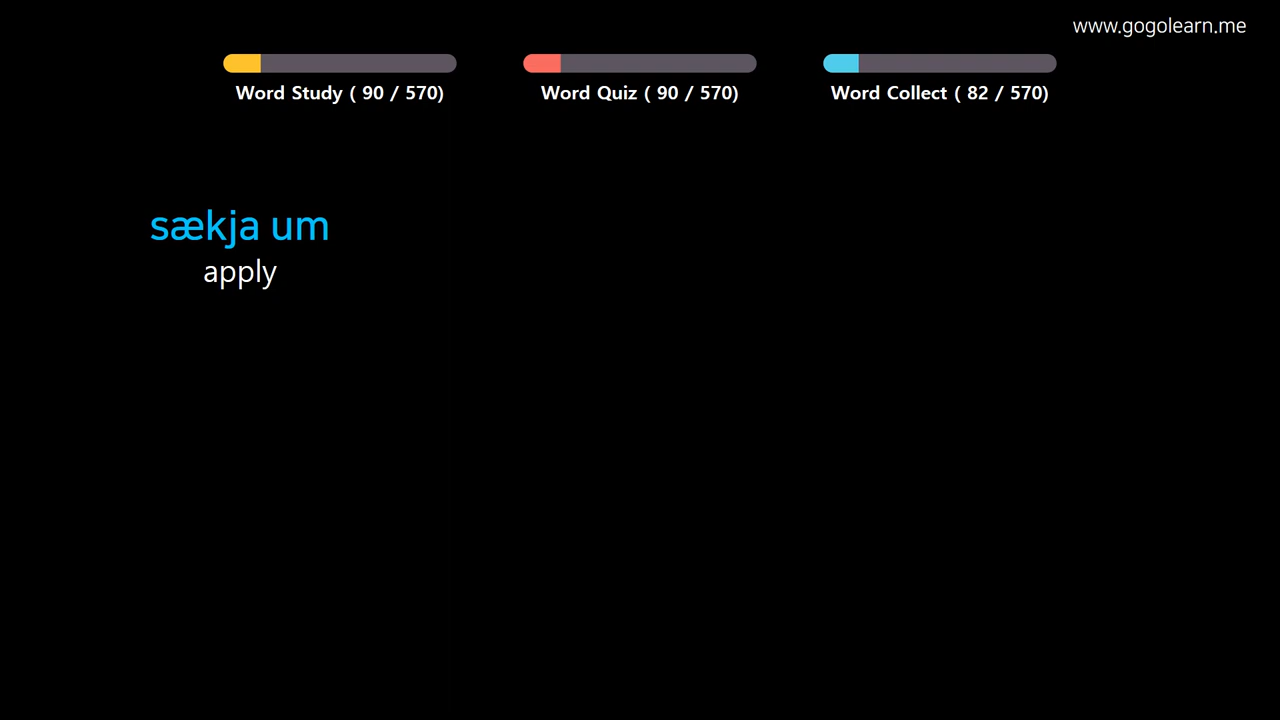 www.gogolearn.me
Word Study ( 90 / 570)
Word Quiz ( 90 / 570)
Word Collect ( 82 / 570)
sækja um
apply